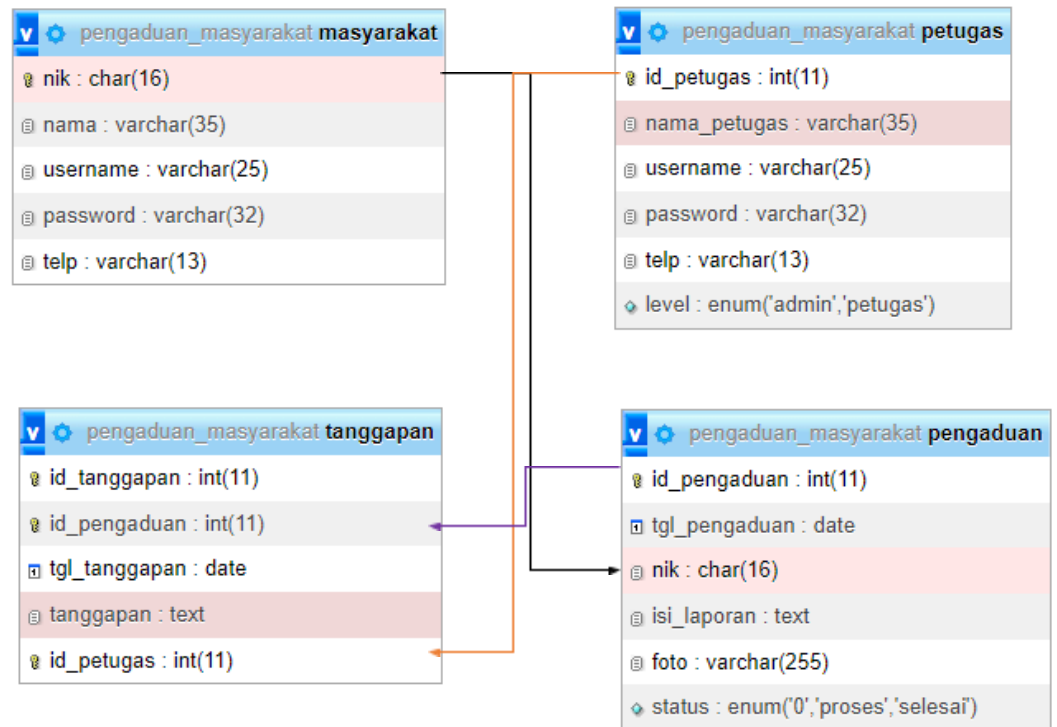 pengaduan_masyarakat masyarakat
nik : char(16)
nama : varchar(35)
username : varchar(25)
password : varchar(32)
telp : varchar(13)
pengaduan_masyarakat petugas
id_petugas : int(11)
nama_petugas : varchar(35)
username : varchar(25)
password : varchar(32)
telp : varchar(13)
level : enum('admin','petugas')
pengaduan_masyarakat tanggapan
id_tanggapan : int(11)
id_pengaduan : int(11)
tgl_tanggapan : date
tanggapan : text
id_petugas : int(11)
pengaduan_masyarakat pengaduan
id_pengaduan : int(11)
tgl_pengaduan : date
nik : char(16)
isi_laporan : text
foto : varchar(255)
status : enum('0','proses','selesai')